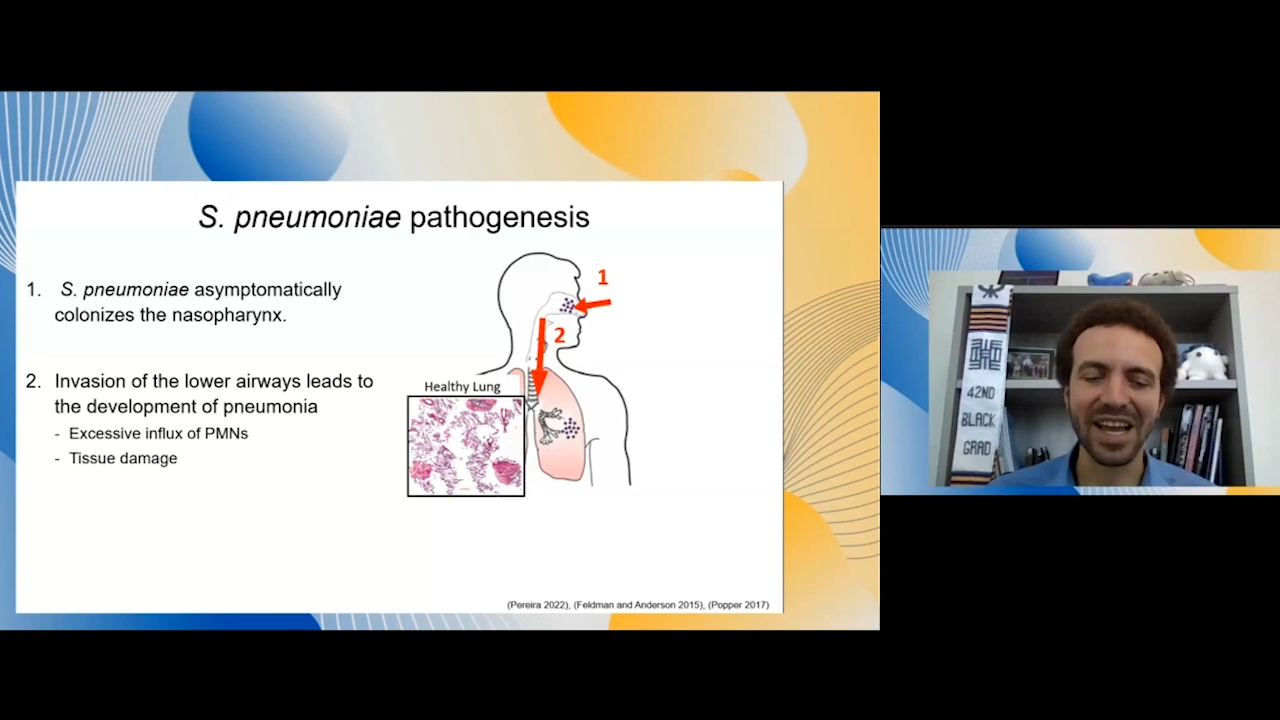 S. pneumoniae pathogenesis
1. S. pneumoniae asymptomatically
colonizes the nasopharynx.
2. Invasion of the lower airways leads to
the development of pneumonia
- Excessive influx of PMNs
- Tissue damage
1
2
Healthy Lung
(Pereira 2022), (Feldman and Anderson 2015), (Popper 2017)
42ND
BLACK
GRAD